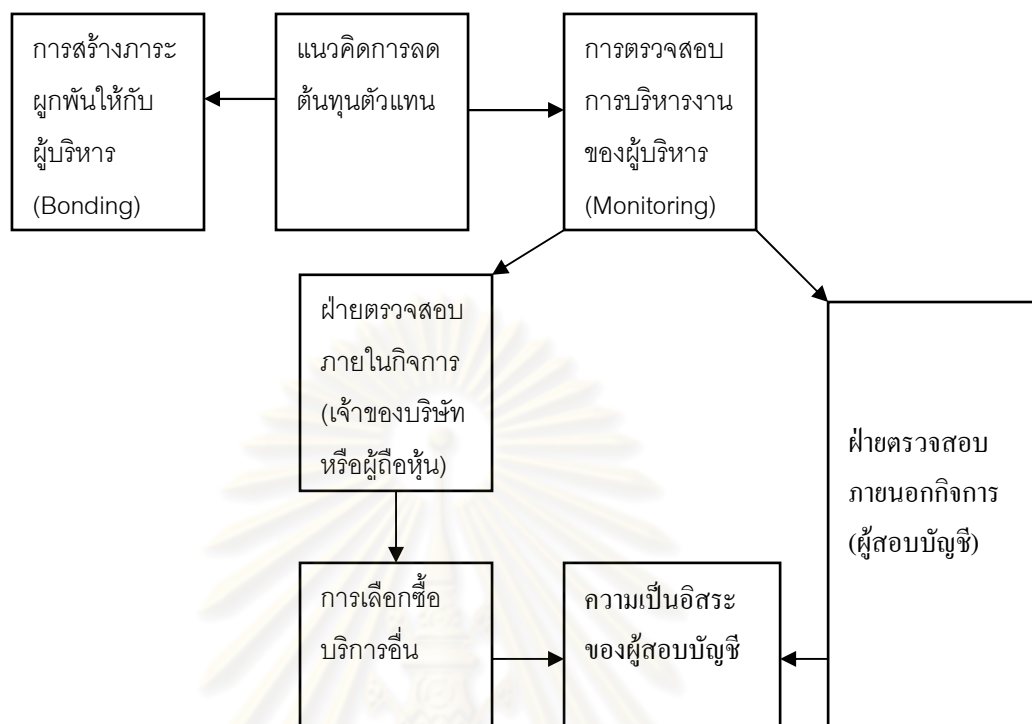 การสร้างภาระ
ผูกพันให้กับ
ผู้บริหาร
(Bonding)
แนวคิดการลด
ต้นทุนตัวแทน
การตรวจสอบ
การบริหารงาน
ของผู้บริหาร
(Monitoring)
ฝ่ายตรวจสอบ
ภายในกิจการ
(เจ้าของบริษัท
หรือผู้ถือหุ้น)
ฝ่ายตรวจสอบ
ภายนอกกิจการ
(ผู้สอบบัญชี)
การเลือกซื้อ
บริการอื่น
ความเป็นอิสระ
ของผู้สอบบัญชี